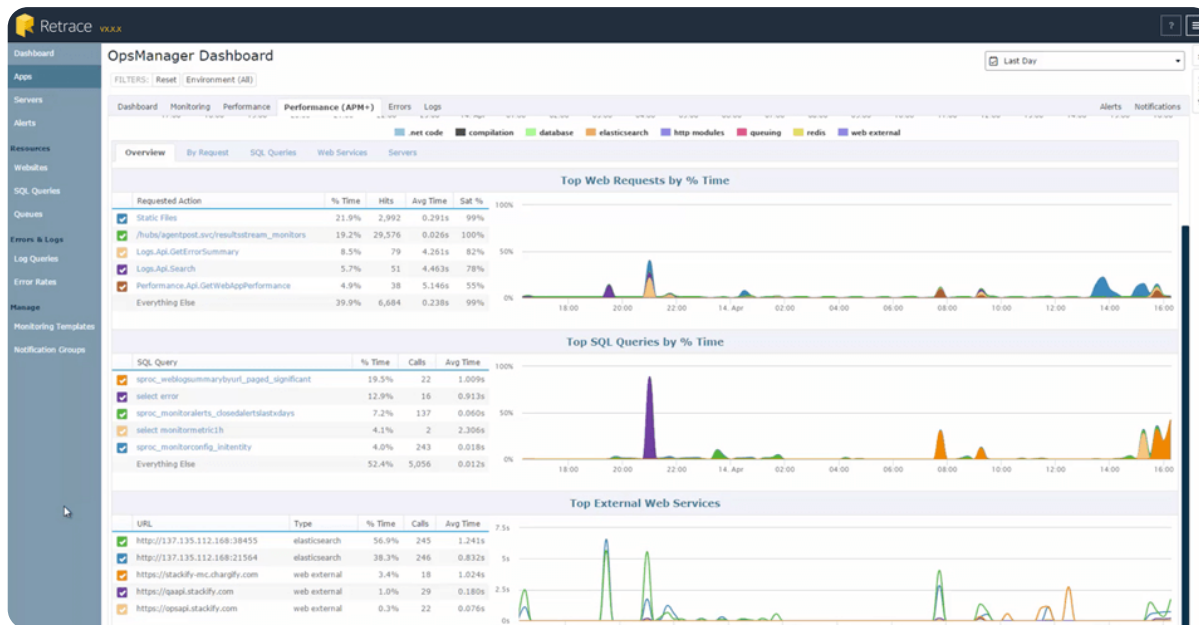 Retrace vx.x.x
?
Dashboard
Apps
Servers
Alerts
Resources
Websites
SQL Queries
Queues
Errors & Logs
Log Queries
Error Rates
Manage
Monitoring Templates
Notification Groups
OpsManager Dashboard
Last Day
FILTERS: Reset Environment (All)
Dashboard Monitoring Performance Performance (APM+) Errors Logs Alerts Notifications
.net code compilation database elasticsearch http modules queuing redis web external
Overview By Request SQL Queries Web Services Servers
Top Web Requests by % Time
Requested Action % Time Hits Avg Time Sat %
Static Files 21.9% 2,992 0.291s 99%
/hubs/agentpost.svc/resultsstream_monitors 19.2% 29,576 0.026s 100%
Logs.Api.GetErrorSummary 8.5% 79 4.261s 82%
Logs.Api.Search 5.7% 51 4.463s 78%
Performance.Api.GetWebAppPerformance 4.9% 38 5.146s 55%
Everything Else 39.9% 6,684 0.238s 99%
100%
50%
0%
18:00 20:00 22:00 14. Apr 02:00 04:00 06:00 08:00 10:00 12:00 14:00 16:00
Top SQL Queries by % Time
SQL Query % Time Calls Avg Time
sproc_weblogsummarybyurl_paged_significant 19.5% 22 1.009s
select error 12.9% 16 0.913s
sproc_monitoralerts_closedalertslastxdays 7.2% 137 0.060s
select monitormetric1h 4.1% 2 2.306s
sproc_monitorconfig_initentity 4.0% 243 0.018s
Everything Else 52.4% 5,056 0.012s
100%
50%
0%
18:00 20:00 22:00 14. Apr 02:00 04:00 06:00 08:00 10:00 12:00 14:00 16:00
Top External Web Services
URL Type % Time Calls Avg Time
http://137.135.112.168:38455 elasticsearch 56.9% 245 1.241s
http://137.135.112.168:21564 elasticsearch 38.3% 246 0.832s
https://stackify-mc.chargify.com web external 3.4% 18 1.024s
https://qaapi.stackify.com web external 1.0% 29 0.180s
https://opsapi.stackify.com web external 0.3% 22 0.076s
7.5s
5s
2.5s
0s